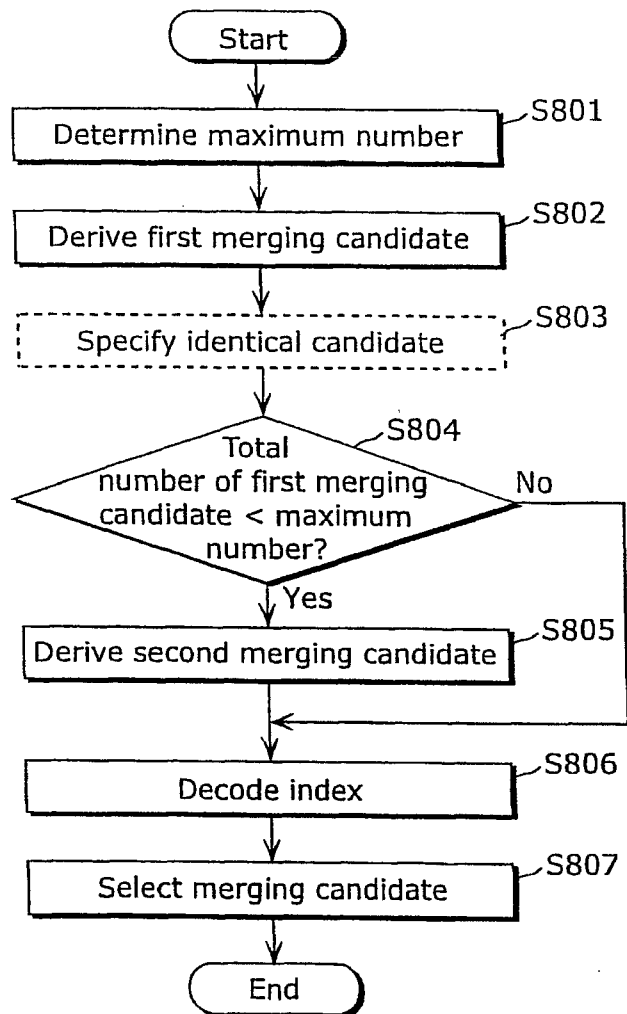 Start
S801
Determine maximum number
S802
Derive first merging candidate
S803
Specify identical candidate
S804
Total
number of first merging
candidate < maximum
number?
No
Yes
S805
Derive second merging candidate
S806
Decode index
S807
Select merging candidate
End